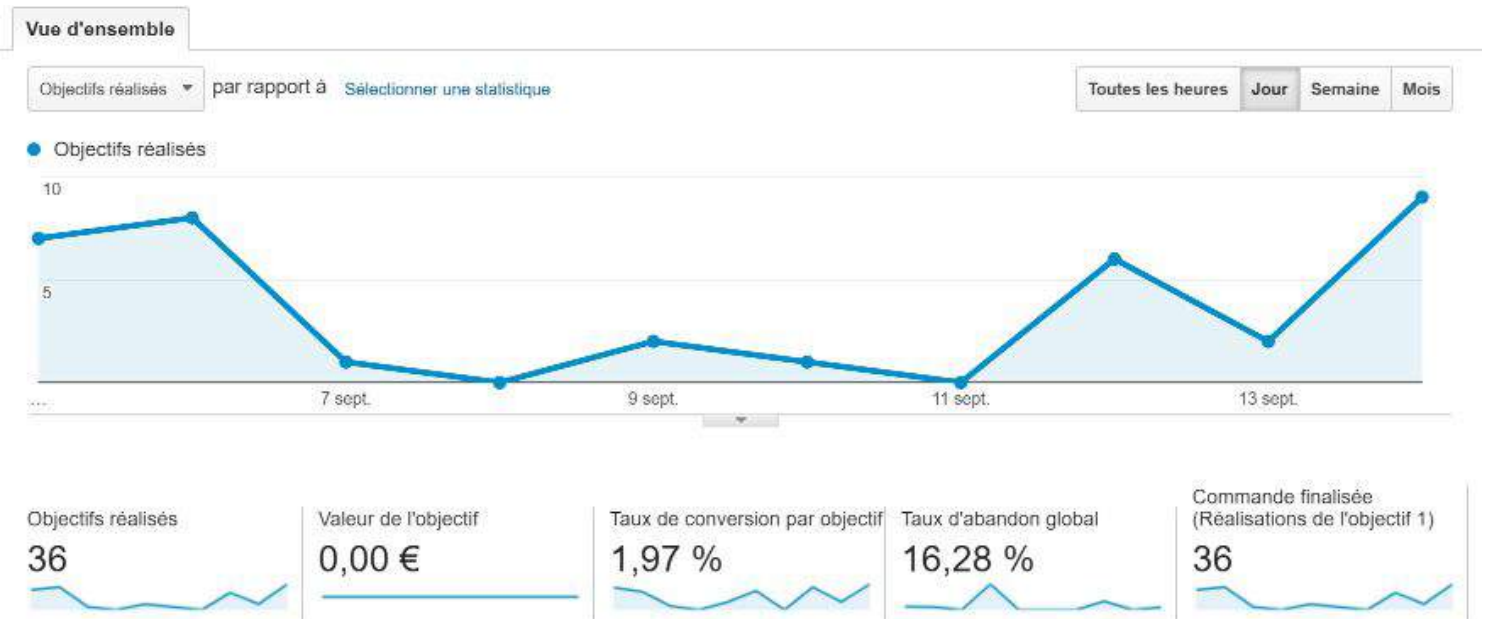 Vue d'ensemble
Objectifs réalisés par rapport à Sélectionner une statistique
Toutes les heures Jour Semaine Mois
Objectifs réalisés
10
5
...
7 sept. 9 sept. 11 sept. 13 sept.
Objectifs réalisés
36
Valeur de l'objectif
0,00 €
Taux de conversion par objectif
1,97 %
Taux d'abandon global
16,28 %
Commande finalisée
(Réalisations de l'objectif 1)
36